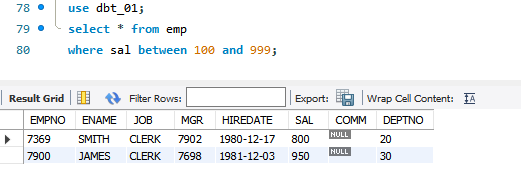 78 use dbt_01;
79 select * from emp
80 where sal between 100 and 999;
Result Grid Filter Rows: Export: Wrap Cell Content:
EMPNO ENAME JOB MGR HIREDATE SAL COMM DEPTNO
7369 SMITH CLERK 7902 1980-12-17 800 NULL 20
7900 JAMES CLERK 7698 1981-12-03 950 NULL 30